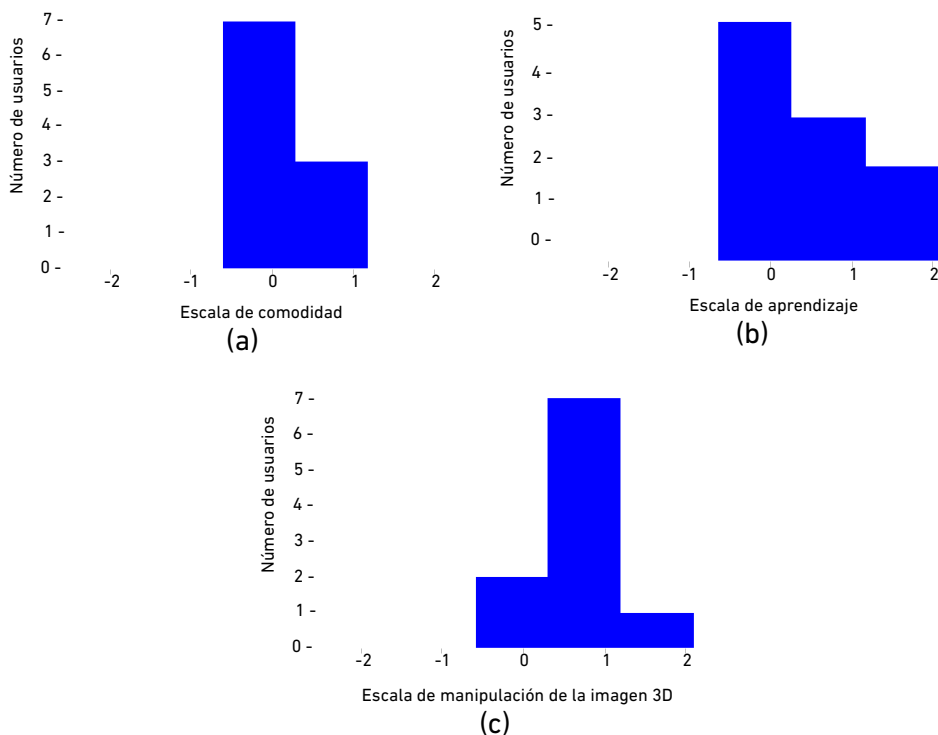 Número de usuarios
7 -
6 -
5 -
4 -
3 -
2 -
1 -
0 -
-2 -1 0 1 2
Escala de comodidad
(a)
Número de usuarios
5 -
4 -
3 -
2 -
1 -
0 -
-2 -1 0 1 2
Escala de aprendizaje
(b)
Número de usuarios
7 -
6 -
5 -
4 -
3 -
2 -
1 -
0 -
-2 -1 0 1 2
Escala de manipulación de la imagen 3D
(c)